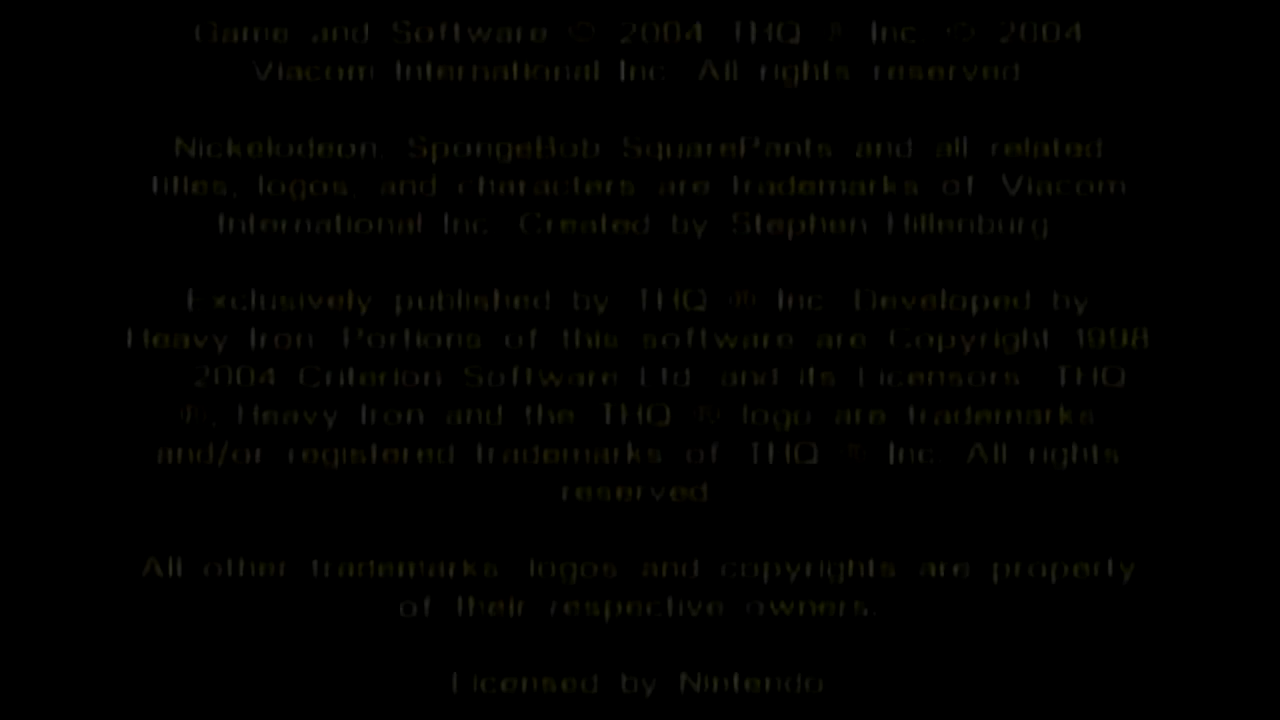 Game and Software © 2004 THQ ® Inc. © 2004
Viacom International Inc. All rights reserved.
Nickelodeon, SpongeBob SquarePants and all related
titles, logos, and characters are trademarks of Viacom
International Inc. Created by Stephen Hillenburg.
Exclusively published by THQ ® Inc. Developed by
Heavy Iron. Portions of this software are Copyright 1998
2004 Criterion Software Ltd. and its Licensors. THQ
®, Heavy Iron and the THQ ® logo are trademarks
and/or registered trademarks of THQ ® Inc. All rights
reserved.
All other trademarks, logos and copyrights are property
of their respective owners.
Licensed by Nintendo